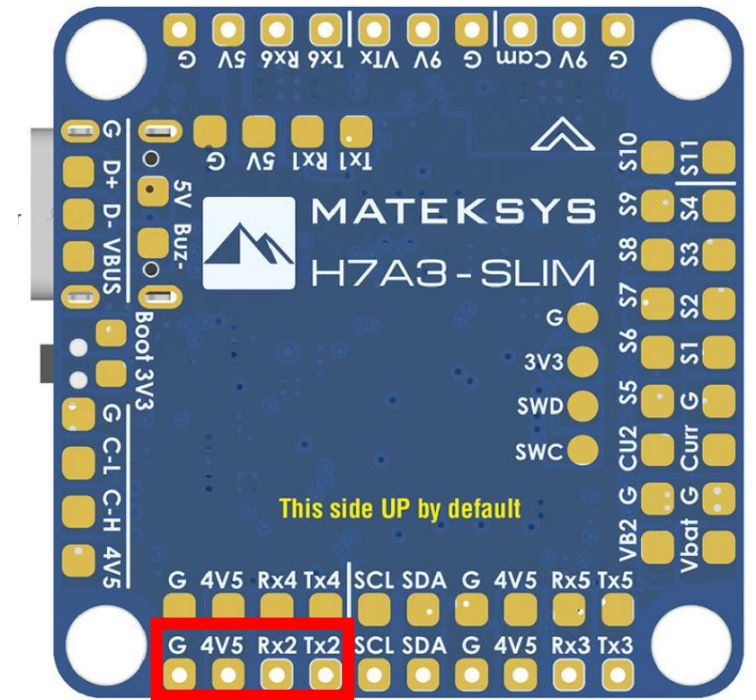 G 5V Rx6 Tx6 VTx 9V G Cam 9V G
G 5V Rx1 Tx1
G
D+
D-
VBUS
5V
Buz-
MATEKSYS
H7A3-SLIM
G
3V3
SWD
SWC
Boot 3V3
G
C-L
C-H
4V5
S10 S11
S9 S4
S8 S3
S7 S2
S6 S1
S5 G
CU2 Curr
G G
VB2 Vbat
This side UP by default
G 4V5 Rx4 Tx4 SCL SDA G 4V5 Rx5 Tx5
G 4V5 Rx2 Tx2 SCL SDA G 4V5 Rx3 Tx3